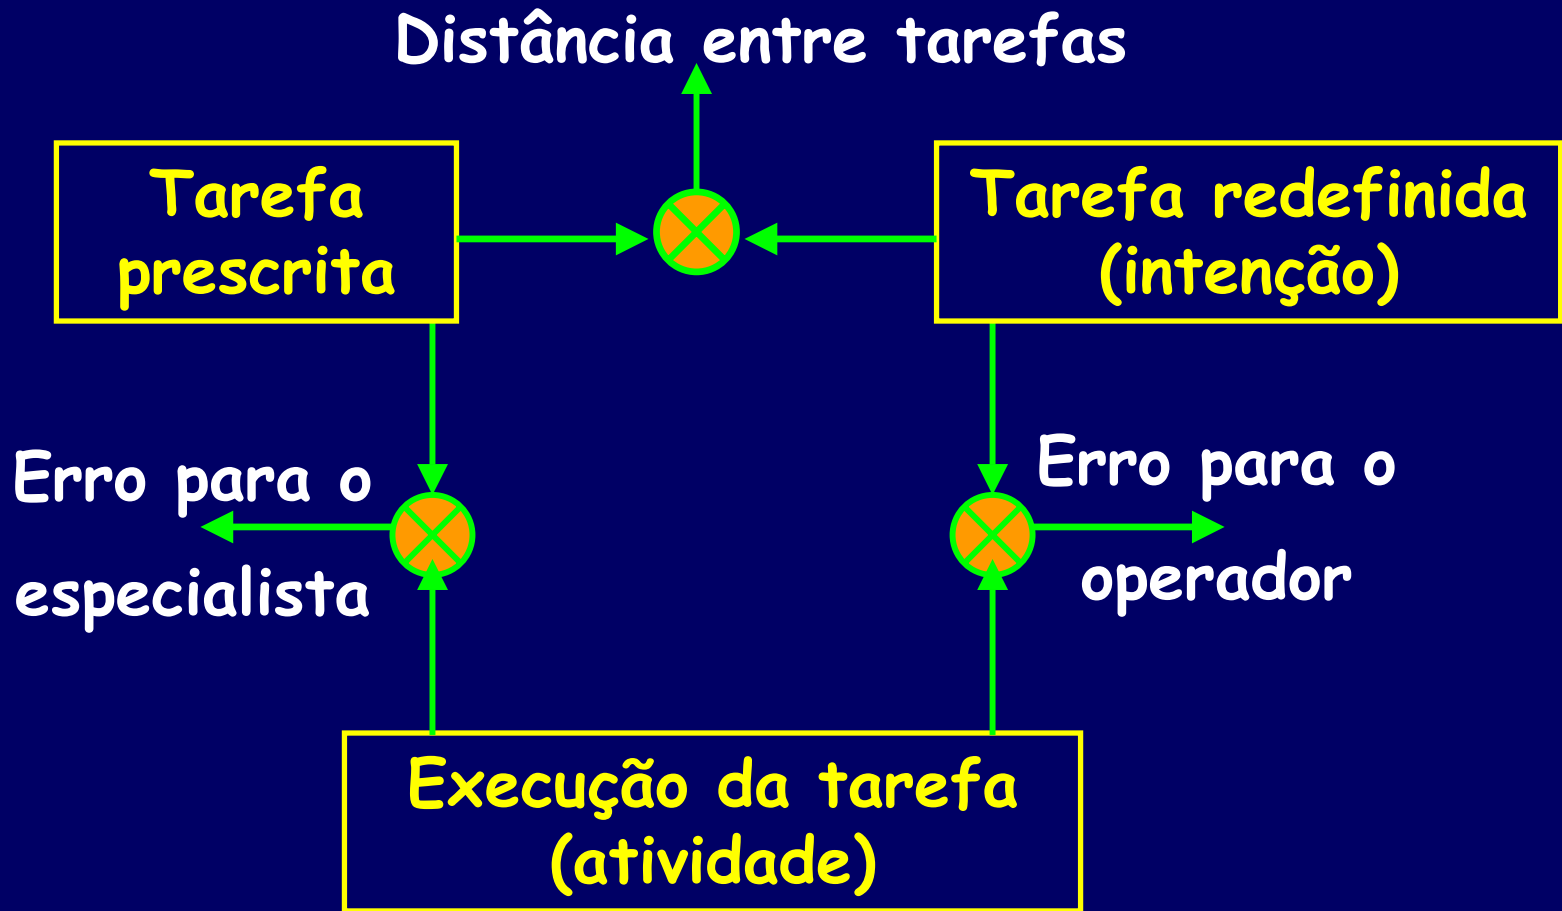 Distância entre tarefas
Tarefa
prescrita
Tarefa redefinida
(intenção)
Erro para o
especialista
Erro para o
operador
Execução da tarefa
(atividade)